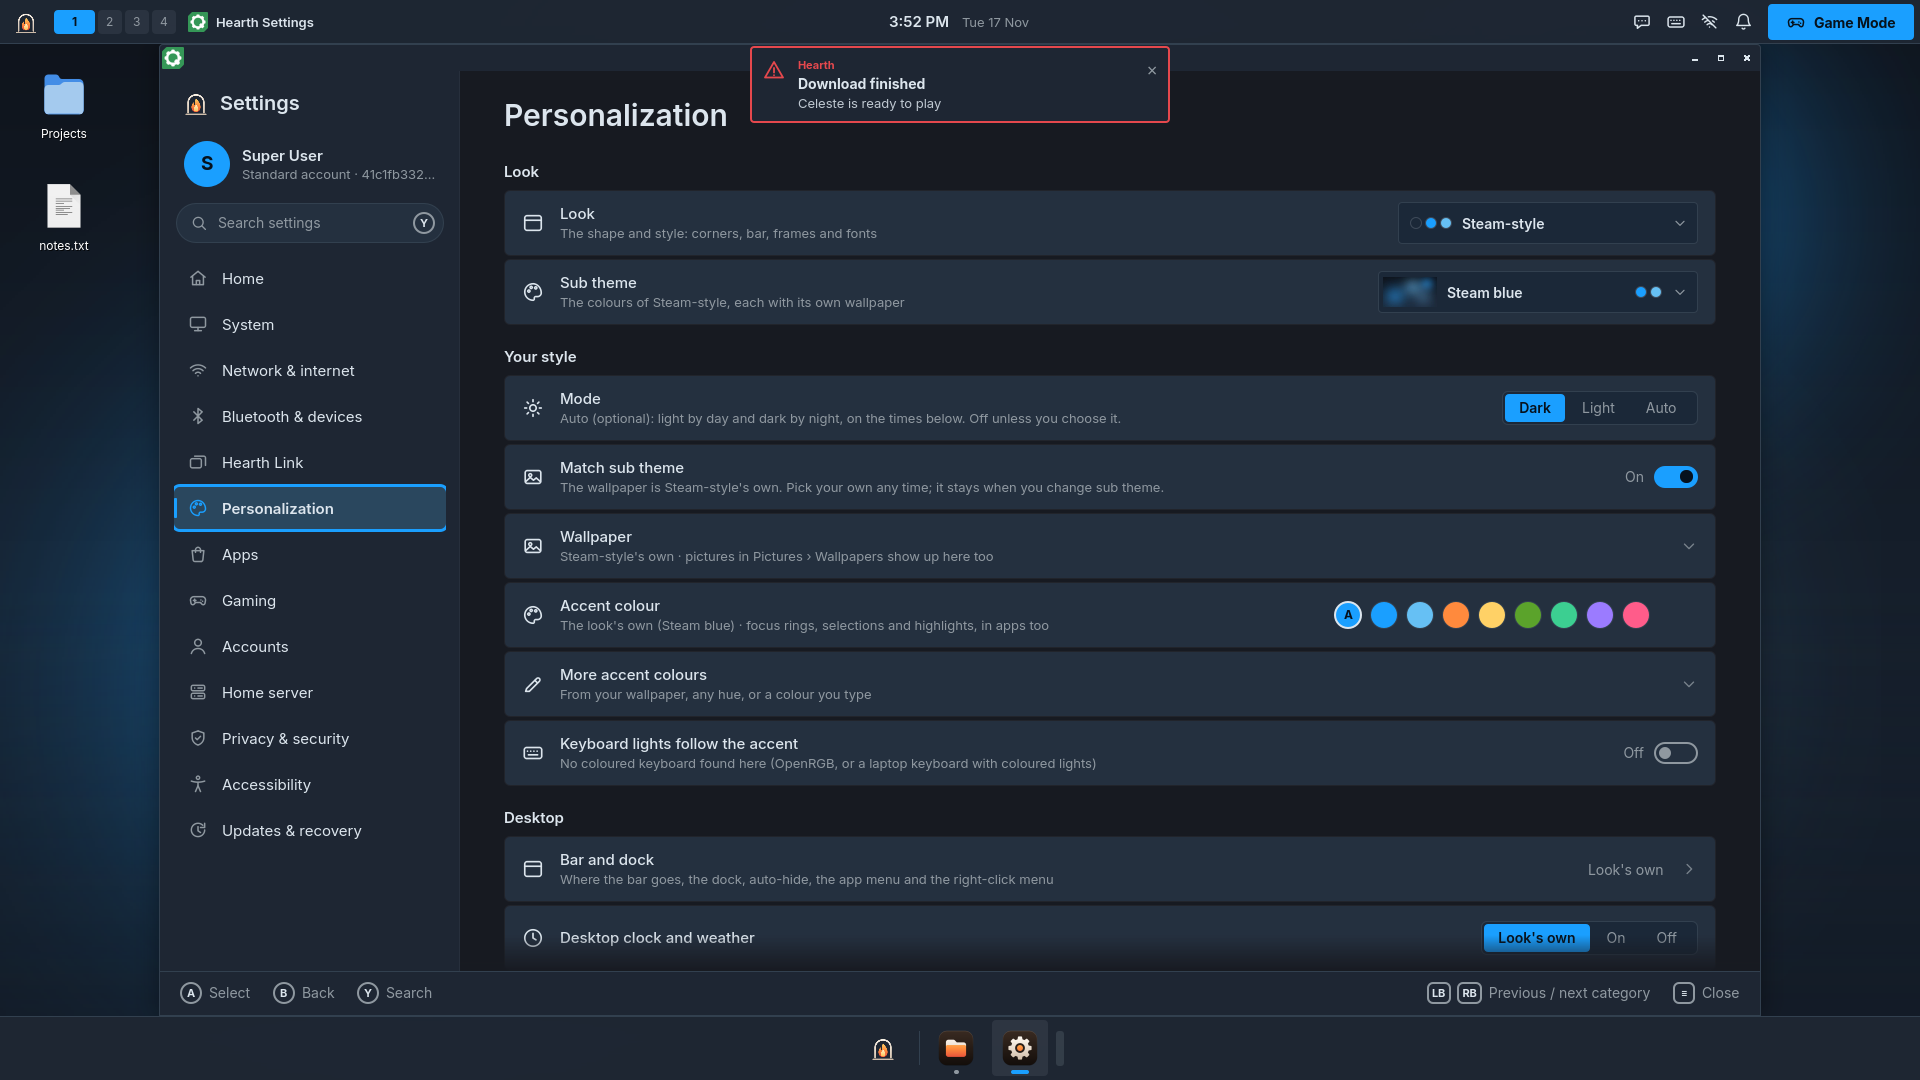 1 2 3 4 Hearth Settings
3:52 PM Tue 17 Nov
Game Mode
Projects
notes.txt
Hearth
Download finished
Celeste is ready to play
Settings
S
Super User
Standard account · 41c1fb332...
Search settings Y
Home
System
Network & internet
Bluetooth & devices
Hearth Link
Personalization
Apps
Gaming
Accounts
Home server
Privacy & security
Accessibility
Updates & recovery
Personalization
Look
Look
The shape and style: corners, bar, frames and fonts
Steam-style
Sub theme
The colours of Steam-style, each with its own wallpaper
Steam blue
Your style
Mode
Auto (optional): light by day and dark by night, on the times below. Off unless you choose it.
Dark Light Auto
Match sub theme
The wallpaper is Steam-style's own. Pick your own any time; it stays when you change sub theme.
On
Wallpaper
Steam-style's own · pictures in Pictures › Wallpapers show up here too
Accent colour
The look's own (Steam blue) · focus rings, selections and highlights, in apps too
A
More accent colours
From your wallpaper, any hue, or a colour you type
Keyboard lights follow the accent
No coloured keyboard found here (OpenRGB, or a laptop keyboard with coloured lights)
Off
Desktop
Bar and dock
Where the bar goes, the dock, auto-hide, the app menu and the right-click menu
Look's own
Desktop clock and weather
Look's own On Off
A Select B Back Y Search
LB RB Previous / next category Close